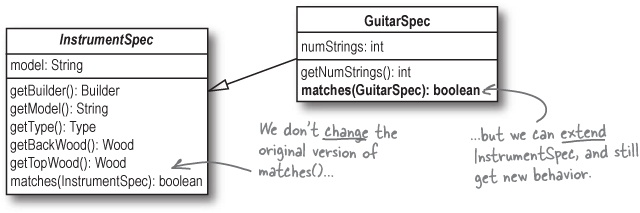 InstrumentSpec
model: String
getBuilder(): Builder
getModel(): String
getType(): Type
getBackWood(): Wood
getTopWood(): Wood
matches(InstrumentSpec): boolean
GuitarSpec
numStrings: int
getNumStrings(): int
matches(GuitarSpec): boolean
We don't change the
original version of
matches()...
...but we can extend
InstrumentSpec, and still
get new behavior.